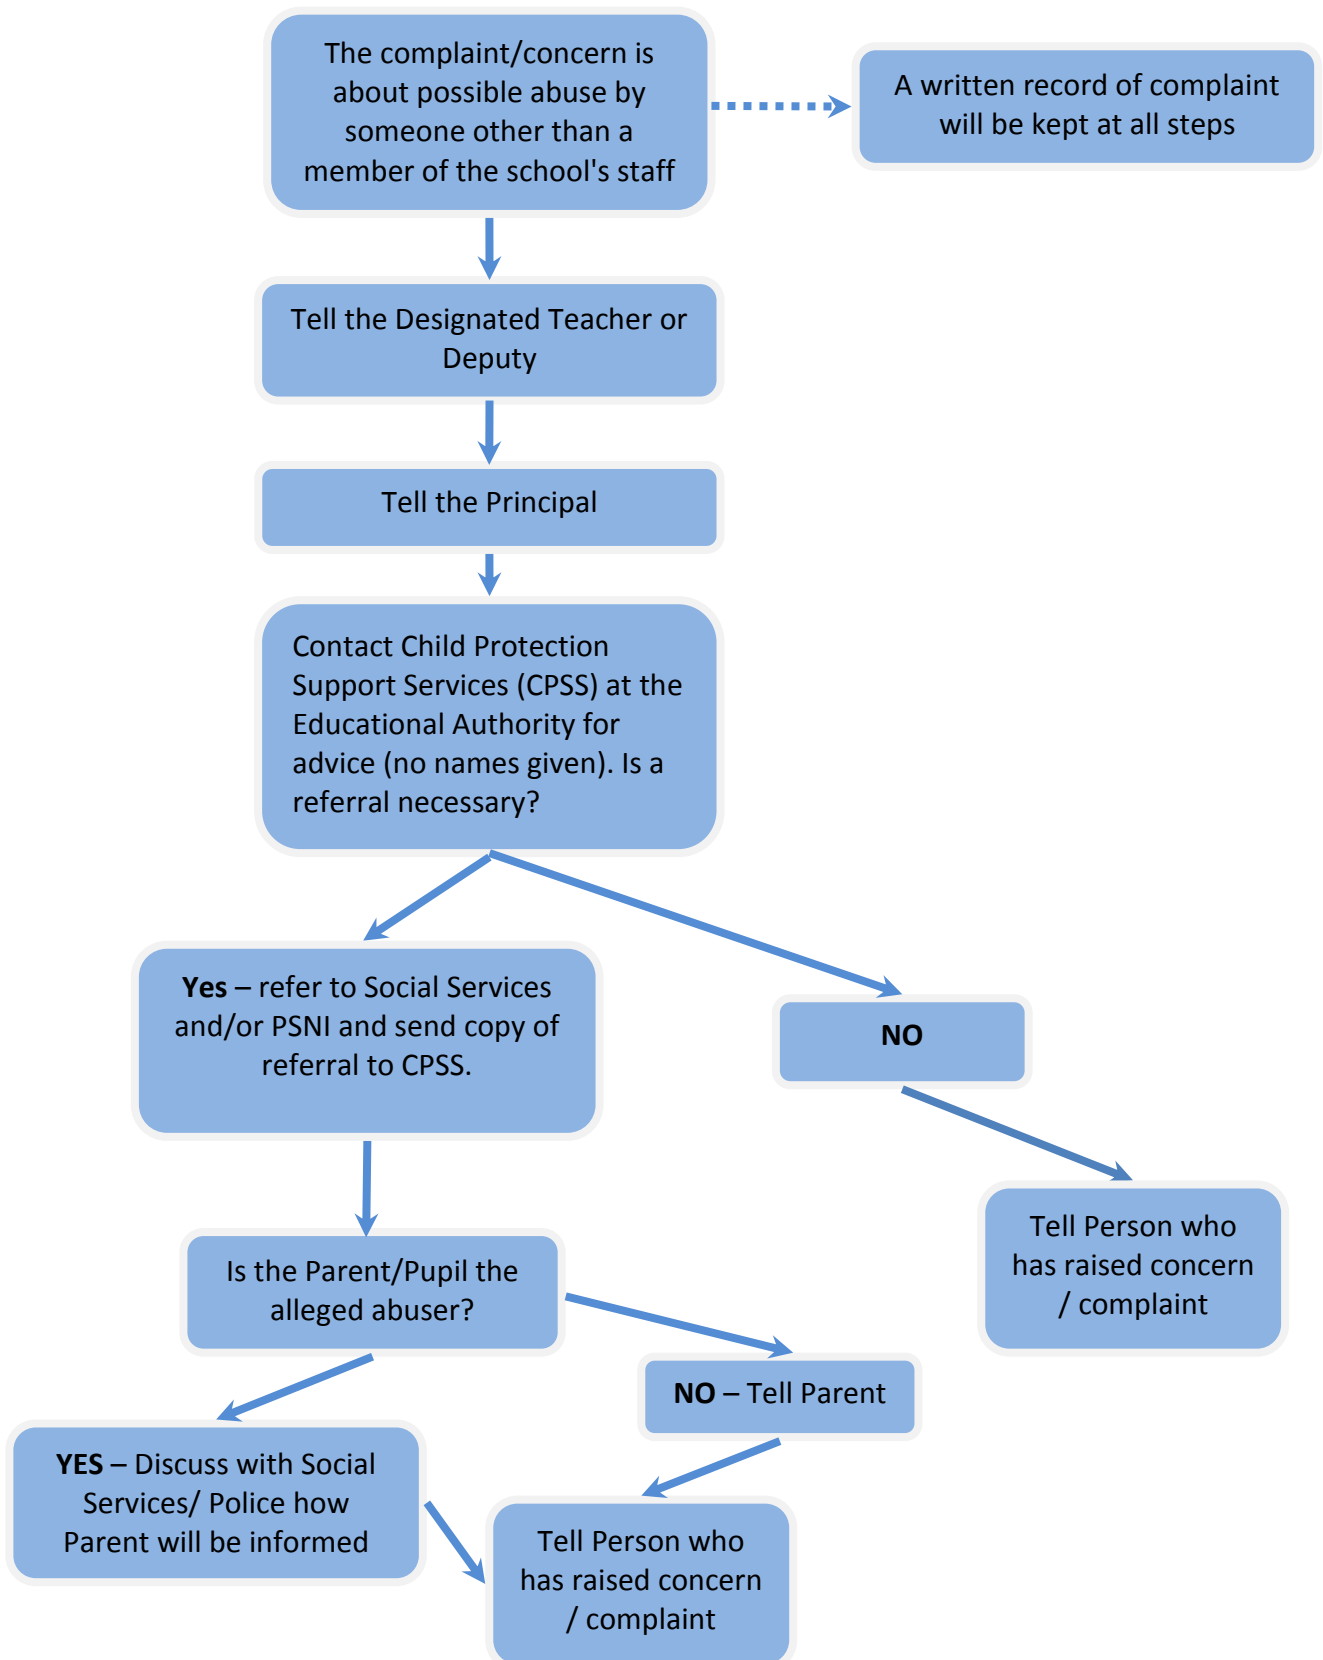 The complaint/concern is
about possible abuse by
someone other than a
member of the school's staff
A written record of complaint
will be kept at all steps
Tell the Designated Teacher or
Deputy
Tell the Principal
Contact Child Protection
Support Services (CPSS) at the
Educational Authority for
advice (no names given). Is a
referral necessary?
Yes – refer to Social Services
and/or PSNI and send copy of
referral to CPSS.
NO
Tell Person who
has raised concern
/ complaint
Is the Parent/Pupil the
alleged abuser?
NO – Tell Parent
YES – Discuss with Social
Services/ Police how
Parent will be informed
Tell Person who
has raised concern
/ complaint